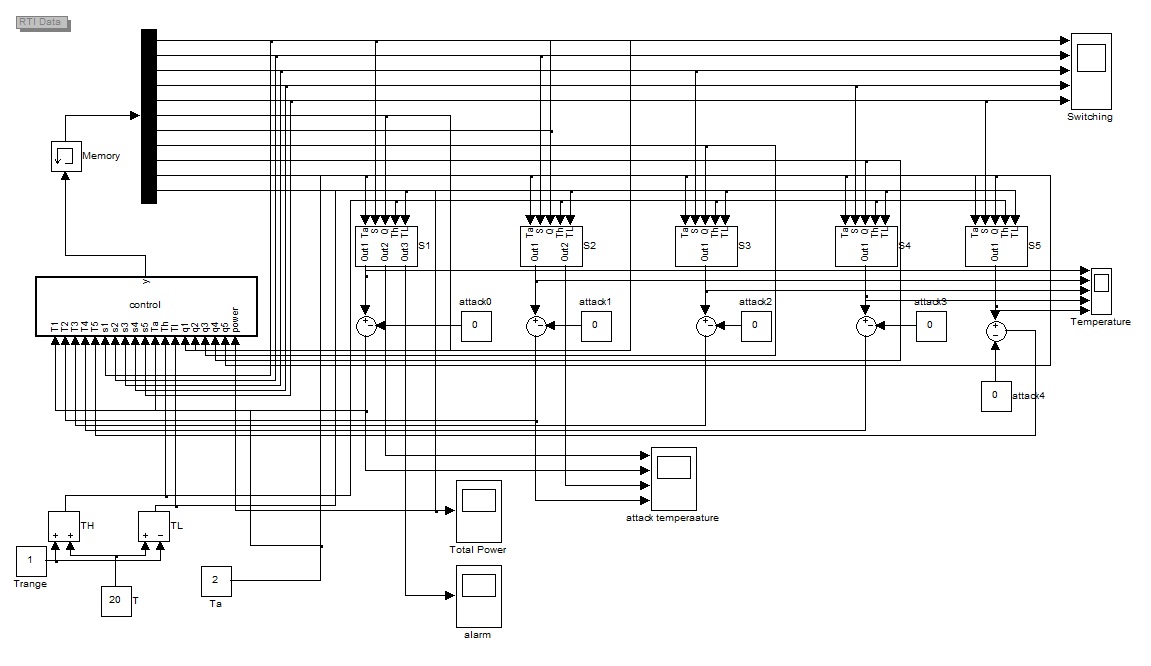 RTI Data
Switching
Memory
Ta S Q Th TL
Out1 Out2 Out3
S1
Ta S Q Th TL
Out1 Out2
S2
Ta S Q Th TL
Out1
S3
Ta S Q Th TL
Out1
S4
Ta S Q Th TL
Out1
S5
y
control
T1 T2 T3 T4 T5 s1 s2 s3 s4 s5 Ta Th Tl q1 q2 q3 q4 q5 power
attack0
0
attack1
0
attack2
0
attack3
0
Temperature
0
attack4
attack temperaature
TH
TL
Total Power
1
Trange
20
T
2
Ta
alarm